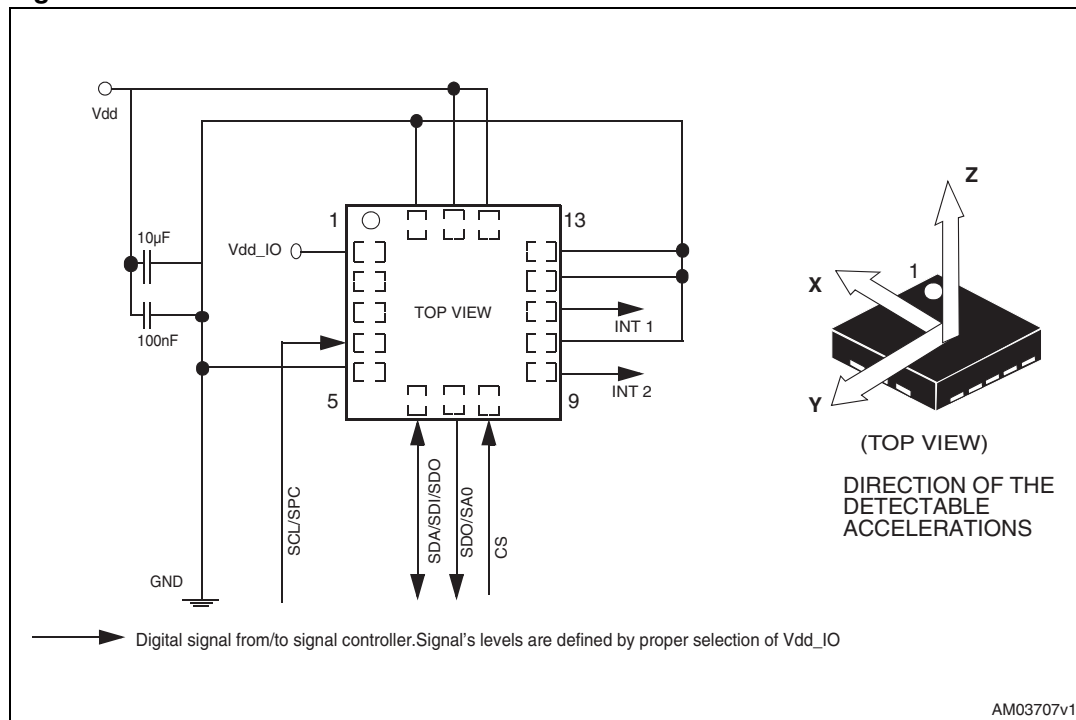 Vdd
10µF
100nF
Vdd_IO
1
13
TOP VIEW
5
9
INT 1
INT 2
SCL/SPC
SDA/SDI/SDO
SDO/SA0
CS
GND
Z
1
X
Y
(TOP VIEW)
DIRECTION OF THE
DETECTABLE
ACCELERATIONS
Digital signal from/to signal controller.Signal's levels are defined by proper selection of Vdd_IO
AM03707v1